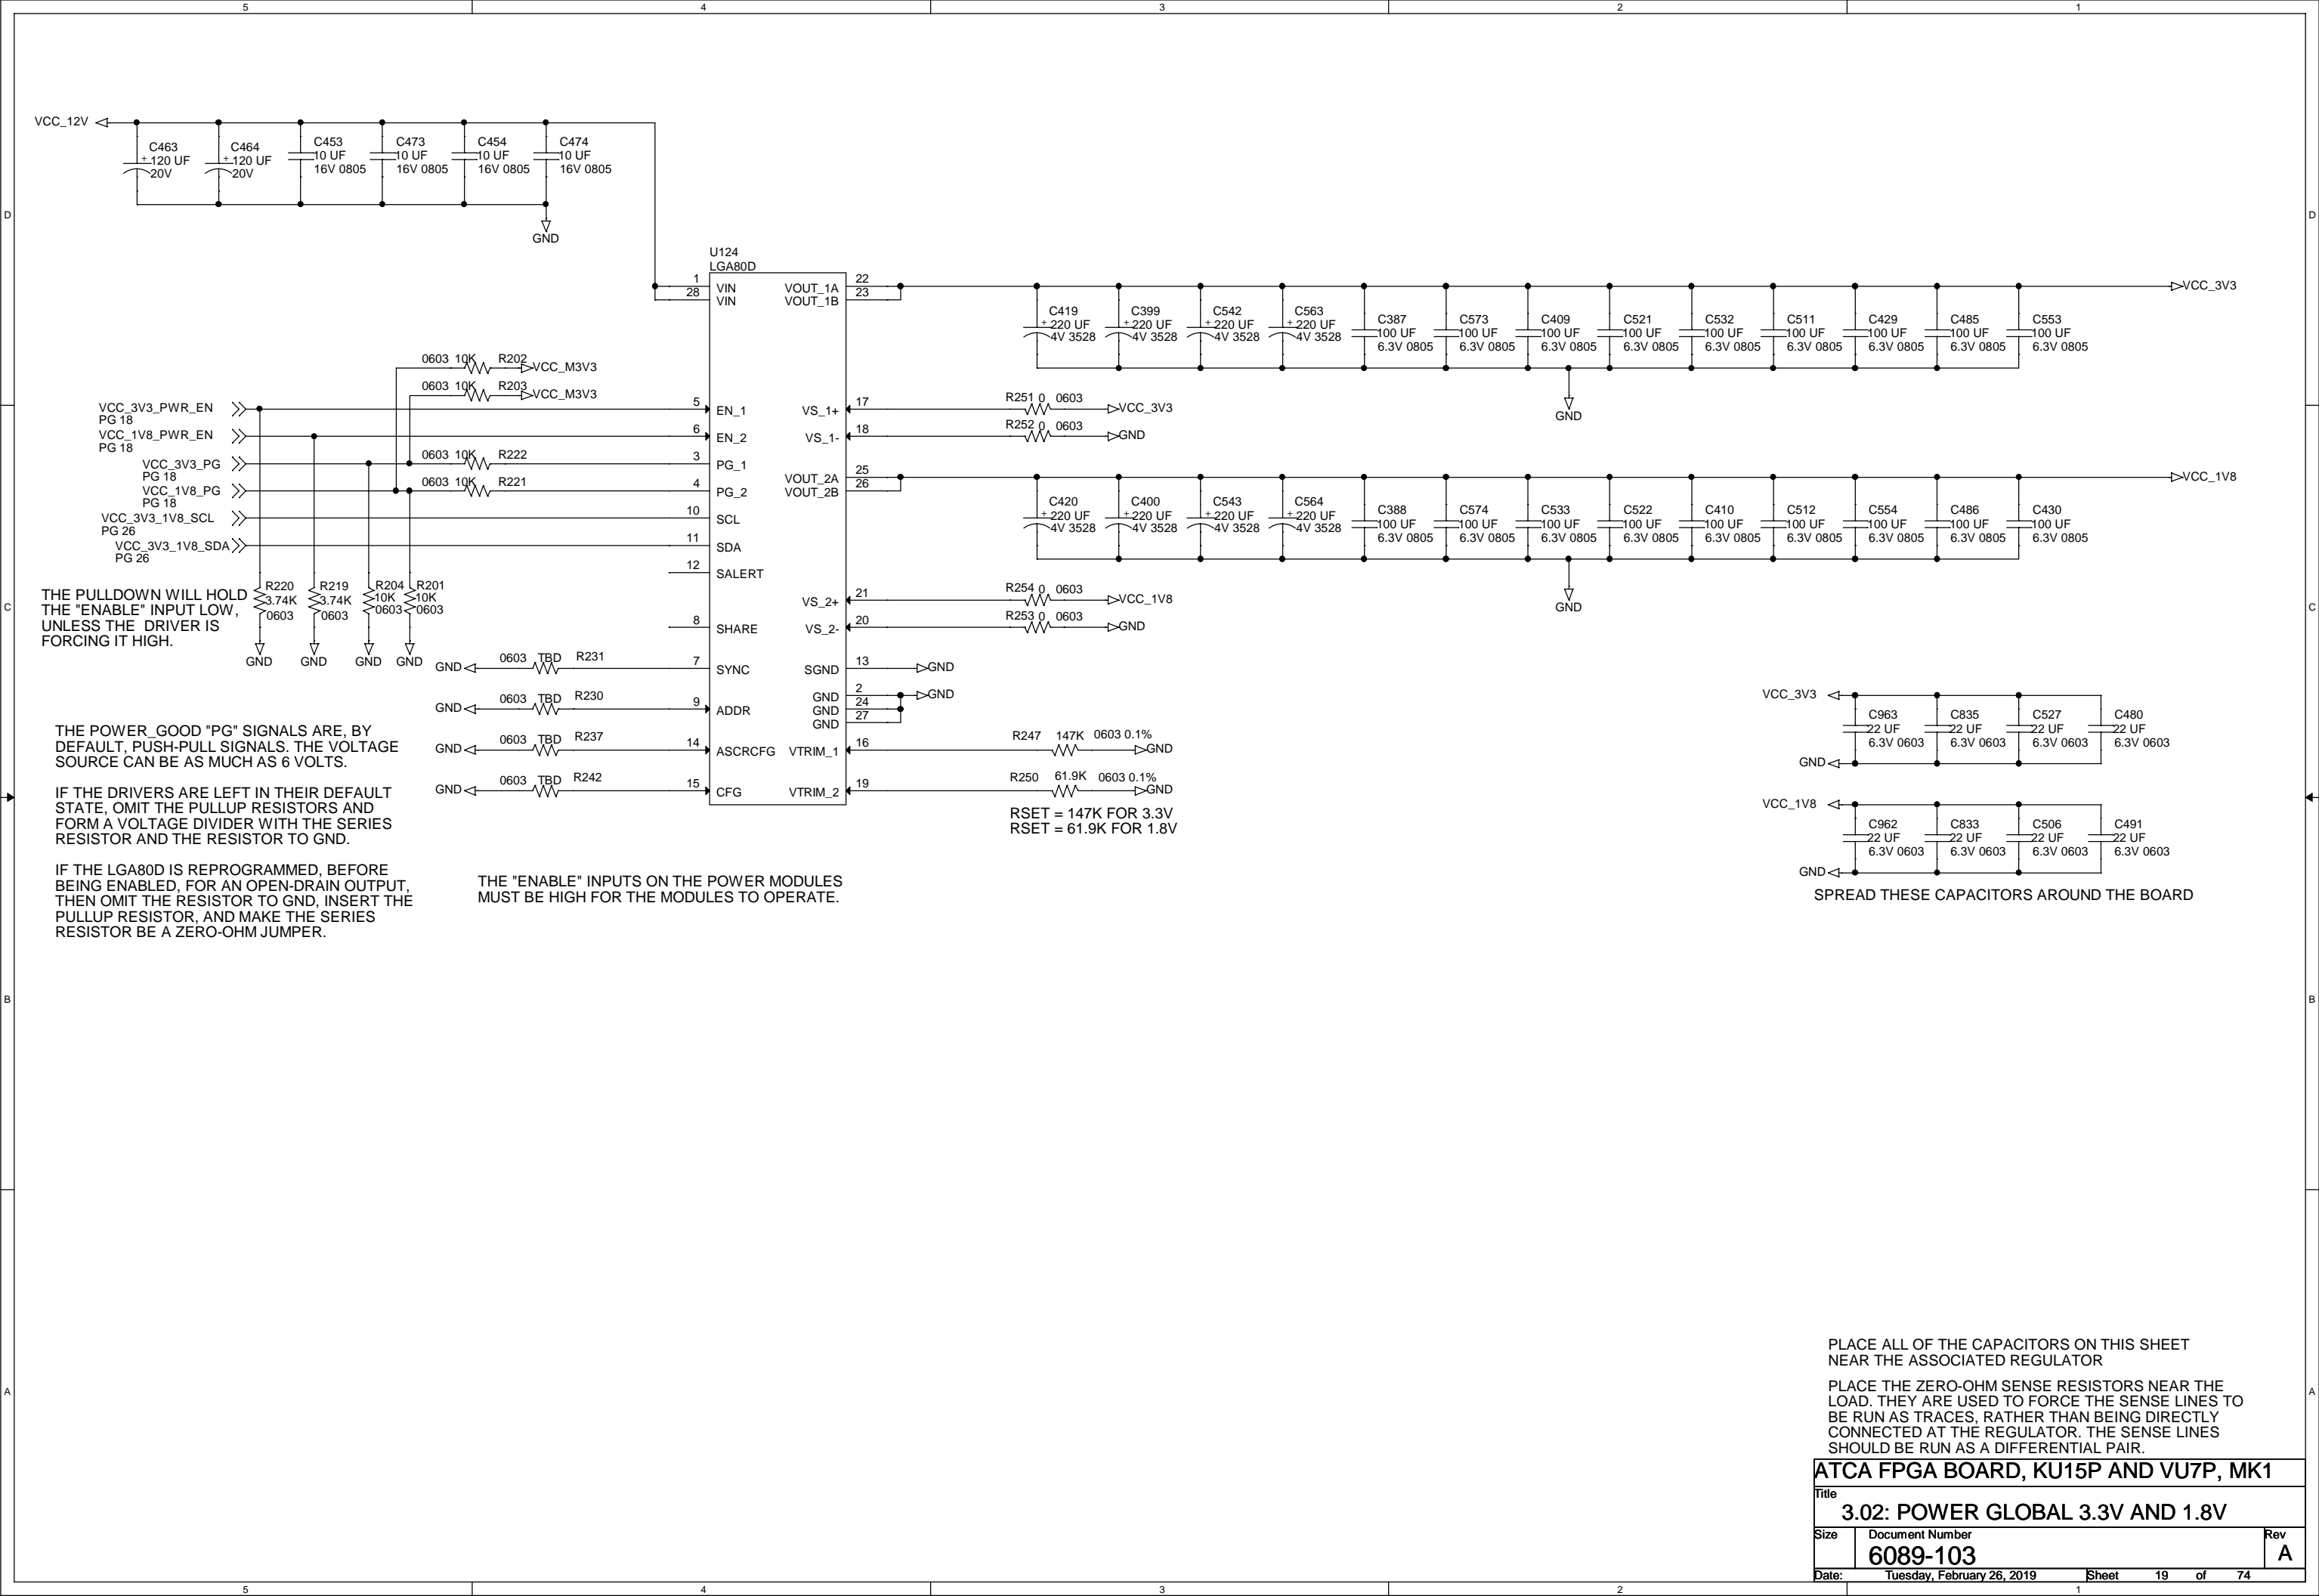 5 4 3 2 1
VCC_12V
C463
+ 120 UF
20V
C464
+ 120 UF
20V
C453
10 UF
16V 0805
C473
10 UF
16V 0805
C454
10 UF
16V 0805
C474
10 UF
16V 0805
GND
D D
U124
LGA80D
1 VIN VOUT_1A 22
28 VIN VOUT_1B 23
VCC_3V3
C419
+ 220 UF
4V 3528
C399
+ 220 UF
4V 3528
C542
+ 220 UF
4V 3528
C563
+ 220 UF
4V 3528
C387
100 UF
6.3V 0805
C573
100 UF
6.3V 0805
C409
100 UF
6.3V 0805
C521
100 UF
6.3V 0805
C532
100 UF
6.3V 0805
C511
100 UF
6.3V 0805
C429
100 UF
6.3V 0805
C485
100 UF
6.3V 0805
C553
100 UF
6.3V 0805
GND
0603 10K R202 VCC_M3V3
0603 10K R203 VCC_M3V3
VCC_3V3_PWR_EN
PG 18
5 EN_1 VS_1+ 17 R251 0 0603 VCC_3V3
VCC_1V8_PWR_EN
PG 18
6 EN_2 VS_1- 18 R252 0 0603 GND
VCC_3V3_PG
PG 18
0603 10K R222 3 PG_1
VCC_1V8_PG
PG 18
0603 10K R221 4 PG_2
VOUT_2A 25
VOUT_2B 26
VCC_1V8
VCC_3V3_1V8_SCL
PG 26
10 SCL
VCC_3V3_1V8_SDA
PG 26
11 SDA
12 SALERT
C420
+ 220 UF
4V 3528
C400
+ 220 UF
4V 3528
C543
+ 220 UF
4V 3528
C564
+ 220 UF
4V 3528
C388
100 UF
6.3V 0805
C574
100 UF
6.3V 0805
C533
100 UF
6.3V 0805
C522
100 UF
6.3V 0805
C410
100 UF
6.3V 0805
C512
100 UF
6.3V 0805
C554
100 UF
6.3V 0805
C486
100 UF
6.3V 0805
C430
100 UF
6.3V 0805
GND
C C
THE PULLDOWN WILL HOLD
THE "ENABLE" INPUT LOW,
UNLESS THE DRIVER IS
FORCING IT HIGH.
R220
3.74K
0603
GND
R219
3.74K
0603
GND
R204
10K
0603
GND
R201
10K
0603
GND
VS_2+ 21 R254 0 0603 VCC_1V8
8 SHARE VS_2- 20 R253 0 0603 GND
GND 0603 TBD R231 7 SYNC SGND 13 GND
GND 2 GND
GND 0603 TBD R230 9 ADDR GND 24
GND 27
GND 0603 TBD R237 14 ASCRCFG VTRIM_1 16 R247 147K 0603 0.1% GND
GND 0603 TBD R242 15 CFG VTRIM_2 19 R250 61.9K 0603 0.1% GND
RSET = 147K FOR 3.3V
RSET = 61.9K FOR 1.8V
VCC_3V3
C963
22 UF
6.3V 0603
C835
22 UF
6.3V 0603
C527
22 UF
6.3V 0603
C480
22 UF
6.3V 0603
GND
VCC_1V8
C962
22 UF
6.3V 0603
C833
22 UF
6.3V 0603
C506
22 UF
6.3V 0603
C491
22 UF
6.3V 0603
GND
SPREAD THESE CAPACITORS AROUND THE BOARD
THE POWER_GOOD "PG" SIGNALS ARE, BY
DEFAULT, PUSH-PULL SIGNALS. THE VOLTAGE
SOURCE CAN BE AS MUCH AS 6 VOLTS.
IF THE DRIVERS ARE LEFT IN THEIR DEFAULT
STATE, OMIT THE PULLUP RESISTORS AND
FORM A VOLTAGE DIVIDER WITH THE SERIES
RESISTOR AND THE RESISTOR TO GND.
IF THE LGA80D IS REPROGRAMMED, BEFORE
BEING ENABLED, FOR AN OPEN-DRAIN OUTPUT,
THEN OMIT THE RESISTOR TO GND, INSERT THE
PULLUP RESISTOR, AND MAKE THE SERIES
RESISTOR BE A ZERO-OHM JUMPER.
THE "ENABLE" INPUTS ON THE POWER MODULES
MUST BE HIGH FOR THE MODULES TO OPERATE.
B B
PLACE ALL OF THE CAPACITORS ON THIS SHEET
NEAR THE ASSOCIATED REGULATOR
A A
PLACE THE ZERO-OHM SENSE RESISTORS NEAR THE
LOAD. THEY ARE USED TO FORCE THE SENSE LINES TO
BE RUN AS TRACES, RATHER THAN BEING DIRECTLY
CONNECTED AT THE REGULATOR. THE SENSE LINES
SHOULD BE RUN AS A DIFFERENTIAL PAIR.
ATCA FPGA BOARD, KU15P AND VU7P, MK1
Title
3.02: POWER GLOBAL 3.3V AND 1.8V
Size Document Number Rev
6089-103 A
Date: Tuesday, February 26, 2019 Sheet 19 of 74
5 4 3 2 1